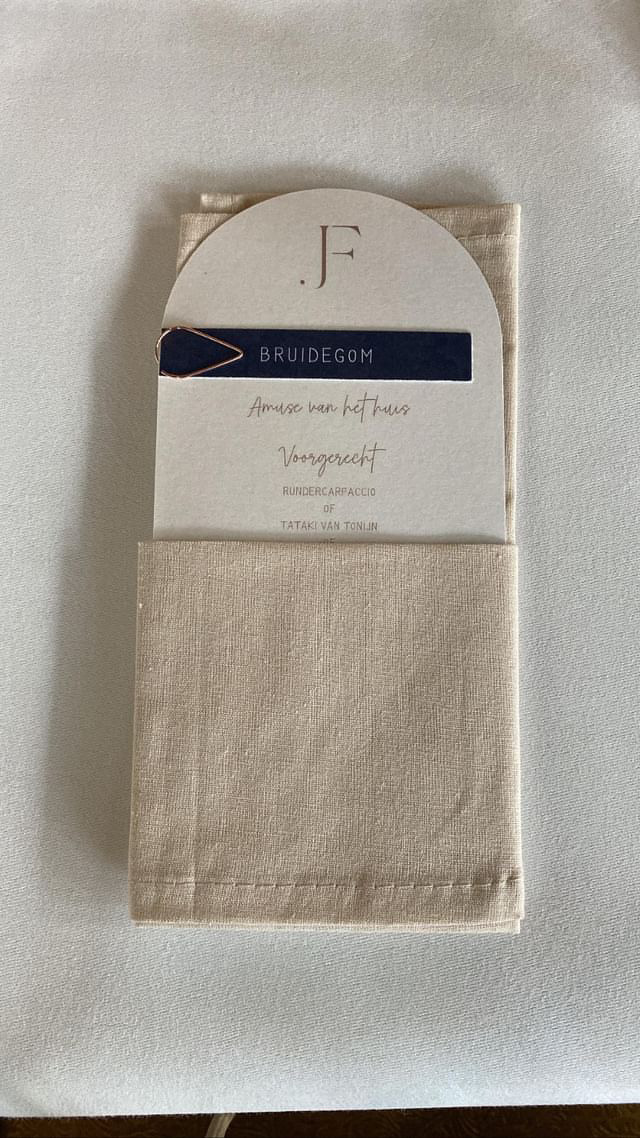 JF
BRUIDEGOM
Amuse van het huis
Voorgerecht
RUNDERCARPACCIO
OF
TATAKI VAN TONIJN